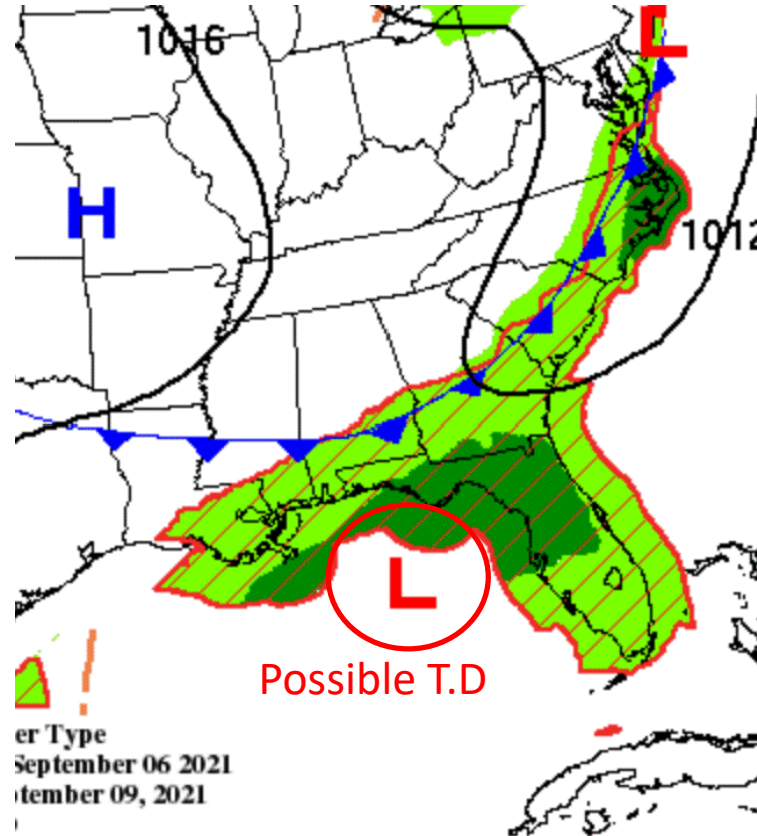 1016
L
H
1012
L
Possible T.D
er Type
September 06 2021
tember 09, 2021